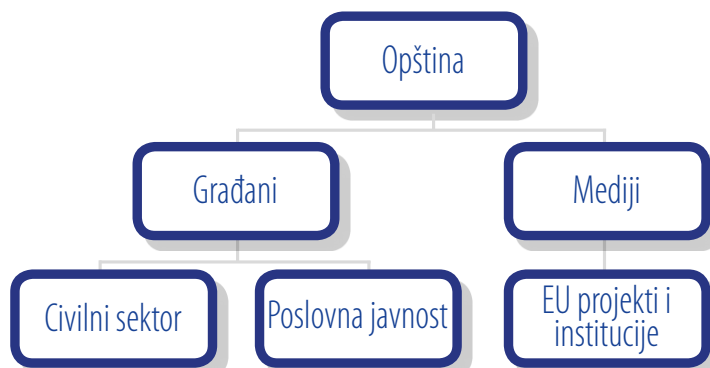 Opština
Građani
Mediji
Civilni sektor
Poslovna javnost
EU projekti i
institucije